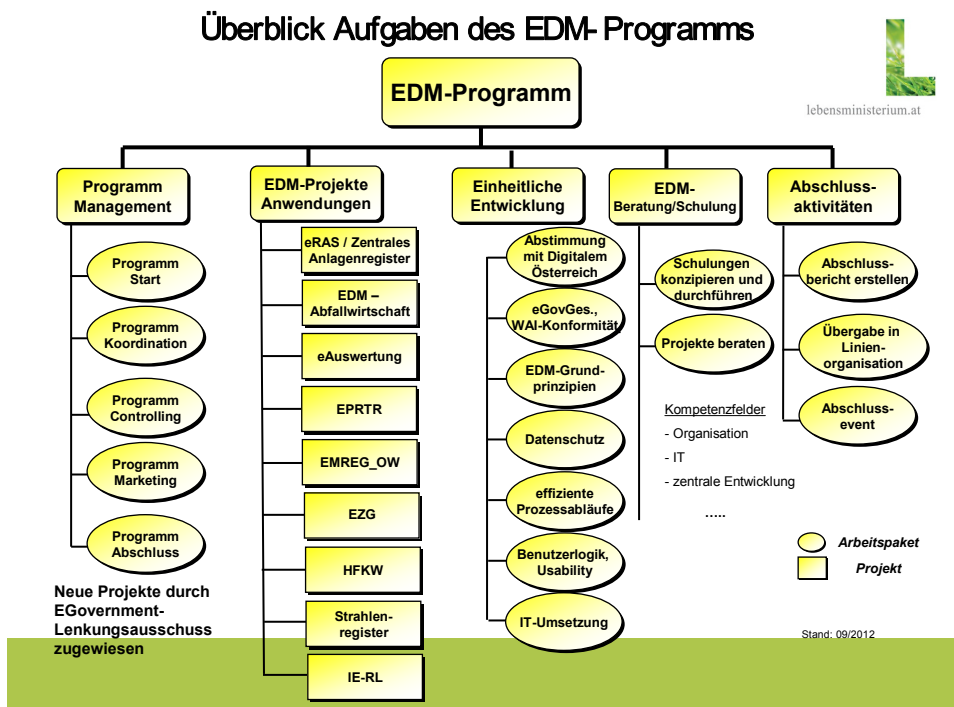 Überblick Aufgaben des EDM- Programms
lebensministerium.at
EDM-Programm
Programm
Management
Programm
Start
Programm
Koordination
Programm
Controlling
Programm
Marketing
Programm
Abschluss
Neue Projekte durch
EGovernment-
Lenkungsausschuss
zugewiesen
EDM-Projekte
Anwendungen
eRAS / Zentrales
Anlagenregister
EDM –
Abfallwirtschaft
eAuswertung
EPRTR
EMREG_OW
EZG
HFKW
Strahlen-
register
IE-RL
Einheitliche
Entwicklung
Abstimmung
mit Digitalem
Österreich
eGovGes.,
WAI-Konformität
EDM-Grund-
prinzipien
Datenschutz
effiziente
Prozessabläufe
Benutzerlogik,
Usability
IT-Umsetzung
EDM-
Beratung/Schulung
Schulungen
konzipieren und
durchführen
Projekte beraten
Kompetenzfelder
- Organisation
- IT
- zentrale Entwicklung
…..
Abschluss-
aktivitäten
Abschluss-
bericht erstellen
Übergabe in
Linien-
organisation
Abschluss-
event
Arbeitspaket
Projekt
Stand: 09/2012